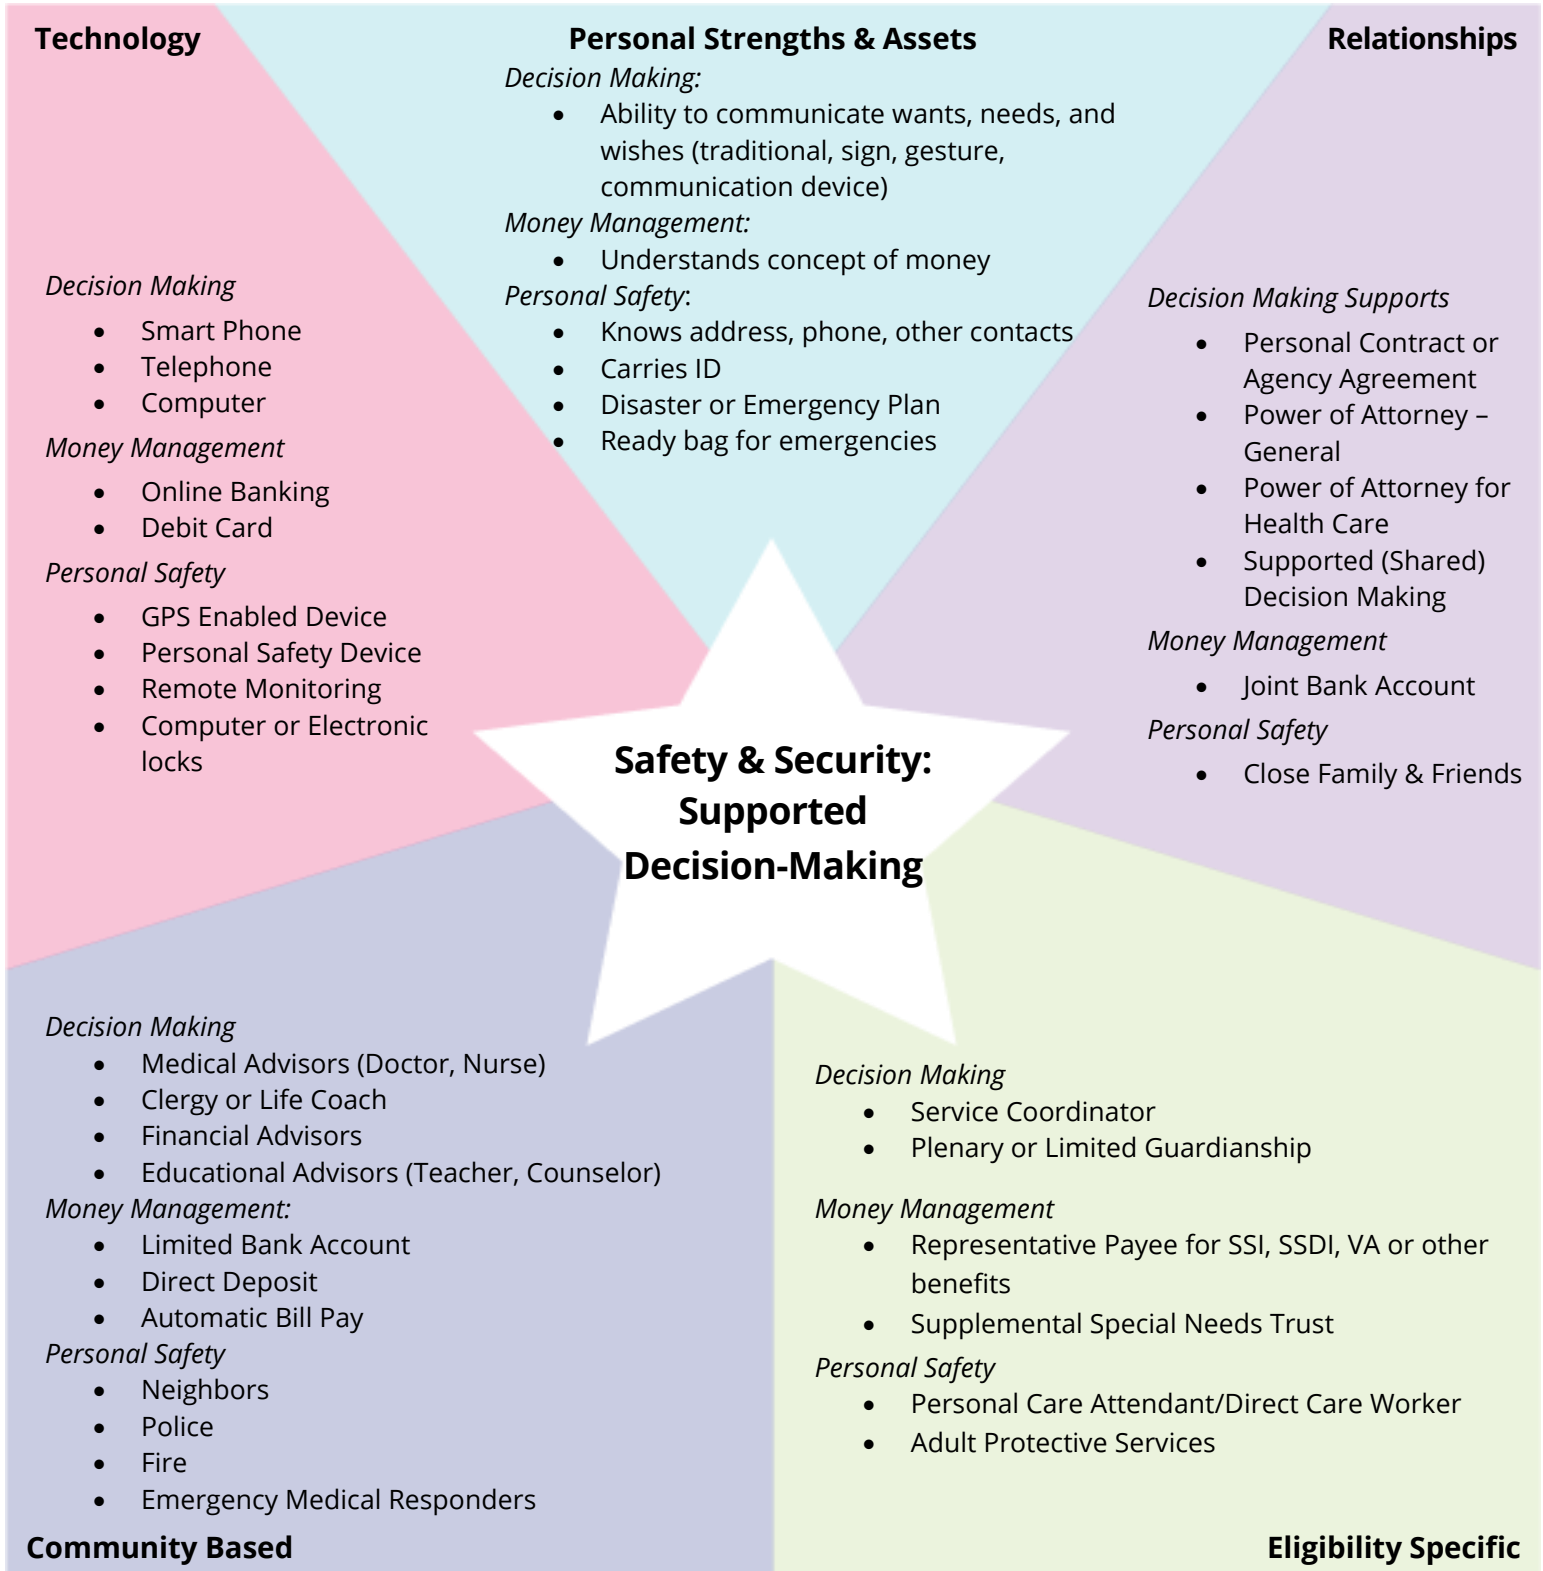 Technology
Decision Making
• Smart Phone
• Telephone
• Computer
Money Management
• Online Banking
• Debit Card
Personal Safety
• GPS Enabled Device
• Personal Safety Device
• Remote Monitoring
• Computer or Electronic
locks
Personal Strengths & Assets
Decision Making:
• Ability to communicate wants, needs, and
wishes (traditional, sign, gesture,
communication device)
Money Management:
• Understands concept of money
Personal Safety:
• Knows address, phone, other contacts
• Carries ID
• Disaster or Emergency Plan
• Ready bag for emergencies
Relationships
Decision Making Supports
• Personal Contract or
Agency Agreement
• Power of Attorney –
General
• Power of Attorney for
Health Care
• Supported (Shared)
Decision Making
Money Management
• Joint Bank Account
Personal Safety
• Close Family & Friends
Safety & Security:
Supported
Decision-Making
Decision Making
• Medical Advisors (Doctor, Nurse)
• Clergy or Life Coach
• Financial Advisors
• Educational Advisors (Teacher, Counselor)
Money Management:
• Limited Bank Account
• Direct Deposit
• Automatic Bill Pay
Personal Safety
• Neighbors
• Police
• Fire
• Emergency Medical Responders
Community Based
Decision Making
• Service Coordinator
• Plenary or Limited Guardianship
Money Management
• Representative Payee for SSI, SSDI, VA or other
benefits
• Supplemental Special Needs Trust
Personal Safety
• Personal Care Attendant/Direct Care Worker
• Adult Protective Services
Eligibility Specific